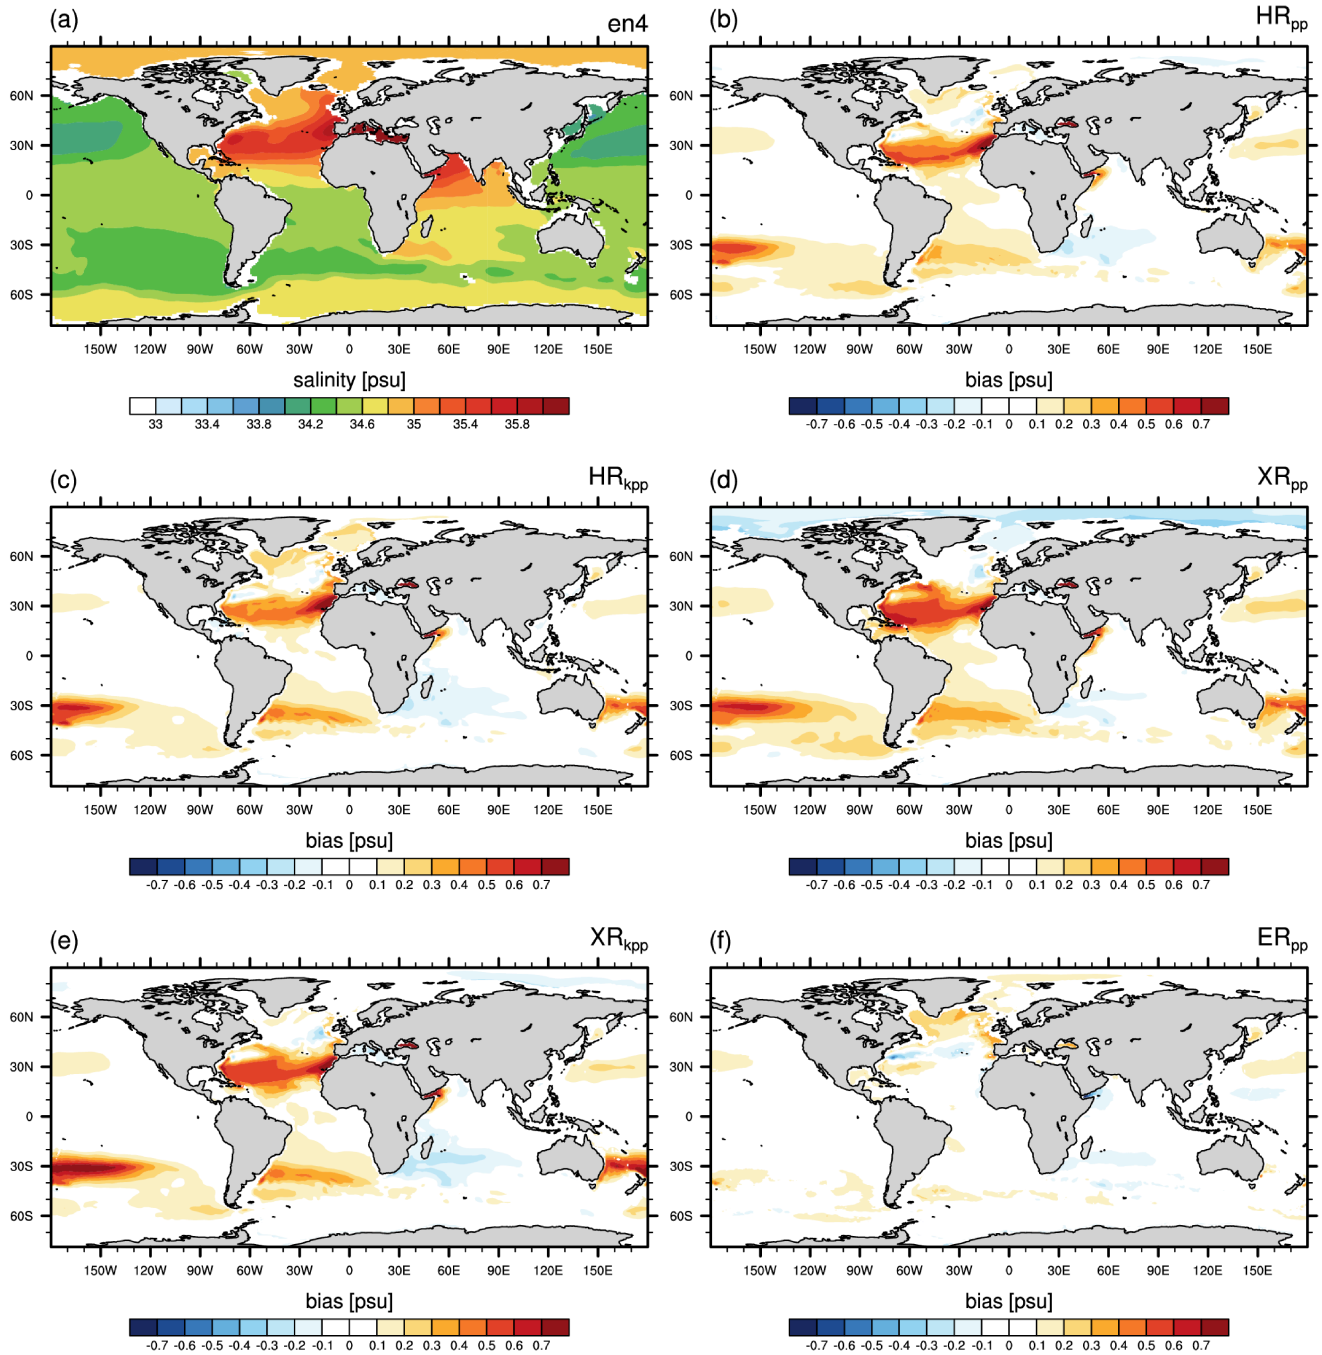 (a) en4
60N
30N
0
30S
60S
150W 120W 90W 60W 30W 0 30E 60E 90E 120E 150E
salinity [psu]
33 33.4 33.8 34.2 34.6 35 35.4 35.8
(b) HRpp
60N
30N
0
30S
60S
150W 120W 90W 60W 30W 0 30E 60E 90E 120E 150E
bias [psu]
-0.7 -0.6 -0.5 -0.4 -0.3 -0.2 -0.1 0 0.1 0.2 0.3 0.4 0.5 0.6 0.7
(c) HRkpp
60N
30N
0
30S
60S
150W 120W 90W 60W 30W 0 30E 60E 90E 120E 150E
bias [psu]
-0.7 -0.6 -0.5 -0.4 -0.3 -0.2 -0.1 0 0.1 0.2 0.3 0.4 0.5 0.6 0.7
(d) XRpp
60N
30N
0
30S
60S
150W 120W 90W 60W 30W 0 30E 60E 90E 120E 150E
bias [psu]
-0.7 -0.6 -0.5 -0.4 -0.3 -0.2 -0.1 0 0.1 0.2 0.3 0.4 0.5 0.6 0.7
(e) XRkpp
60N
30N
0
30S
60S
150W 120W 90W 60W 30W 0 30E 60E 90E 120E 150E
bias [psu]
-0.7 -0.6 -0.5 -0.4 -0.3 -0.2 -0.1 0 0.1 0.2 0.3 0.4 0.5 0.6 0.7
(f) ERpp
60N
30N
0
30S
60S
150W 120W 90W 60W 30W 0 30E 60E 90E 120E 150E
bias [psu]
-0.7 -0.6 -0.5 -0.4 -0.3 -0.2 -0.1 0 0.1 0.2 0.3 0.4 0.5 0.6 0.7